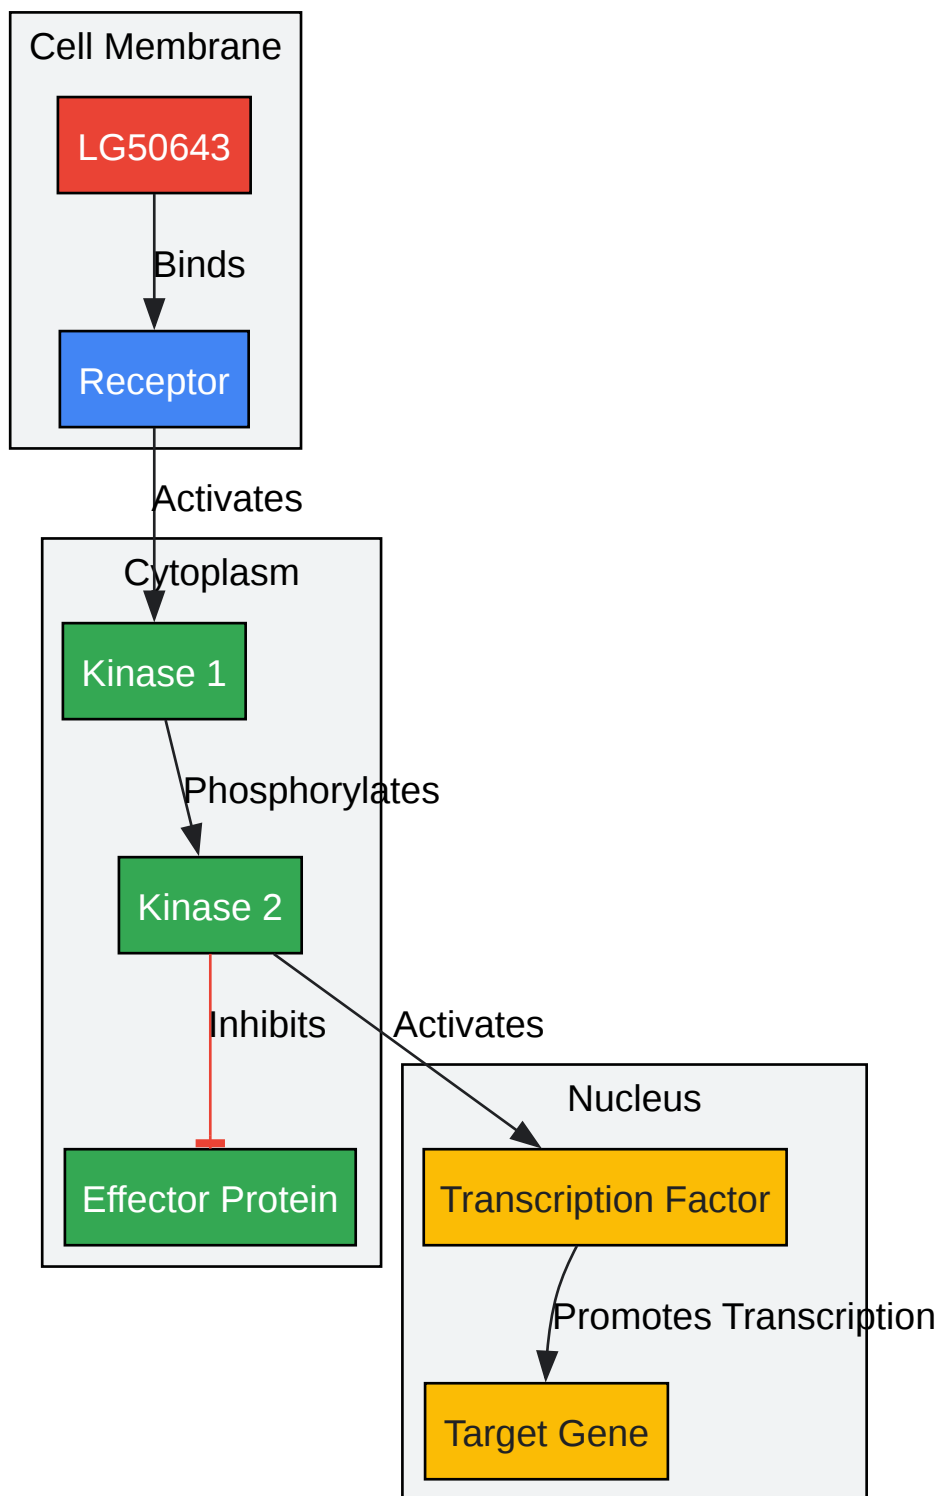 Cell Membrane
LG50643
Binds
Receptor
Activates
Cytoplasm
Kinase 1
Phosphorylates
Kinase 2
Inhibits
Activates
Nucleus
Effector Protein
Transcription Factor
Promotes Transcription
Target Gene